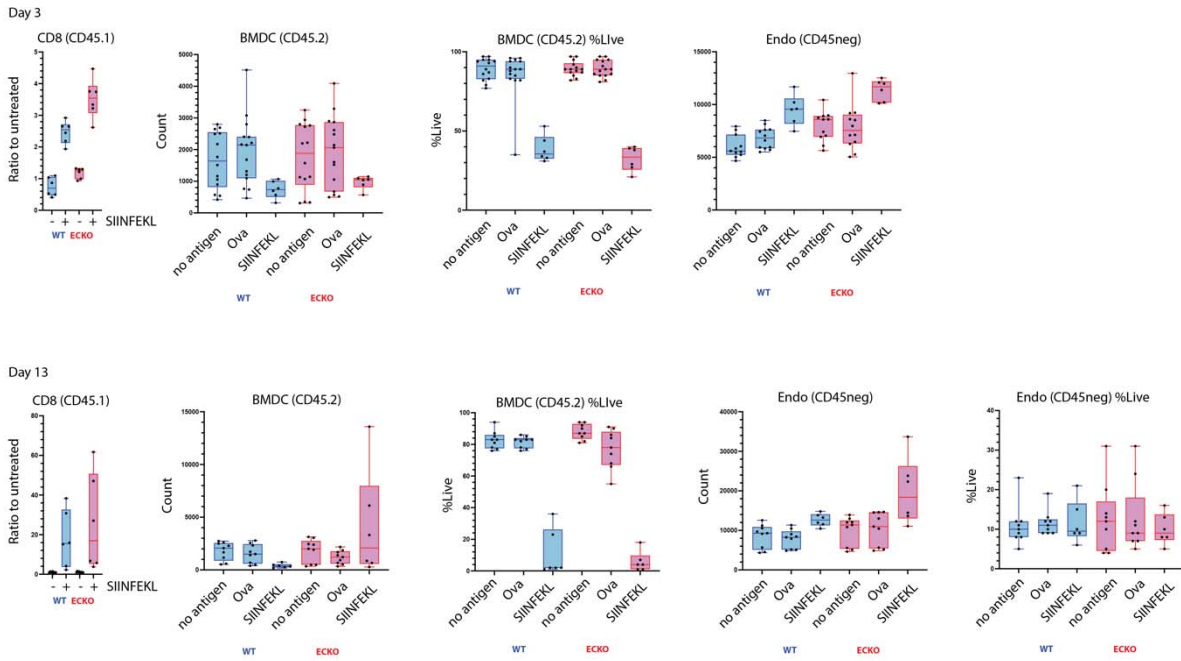 Day 3
CD8 (CD45.1)
Ratio to untreated
5
4
3
2
1
0
- + - + SIINFEKL
WT ECKO
BMDC (CD45.2)
Count
5000
4000
3000
2000
1000
0
no antigen Ova SIINFEKL no antigen Ova SIINFEKL
WT ECKO
BMDC (CD45.2) %LIve
%Live
100
50
0
no antigen Ova SIINFEKL no antigen Ova SIINFEKL
WT ECKO
Endo (CD45neg)
15000
10000
5000
0
no antigen Ova SIINFEKL no antigen Ova SIINFEKL
WT ECKO
Day 13
CD8 (CD45.1)
Ratio to untreated
80
60
40
20
0
- + - + SIINFEKL
WT ECKO
BMDC (CD45.2)
Count
15000
10000
5000
0
no antigen Ova SIINFEKL no antigen Ova SIINFEKL
WT ECKO
BMDC (CD45.2) %LIve
%Live
100
80
60
40
20
0
no antigen Ova SIINFEKL no antigen Ova SIINFEKL
WT ECKO
Endo (CD45neg)
Count
40000
30000
20000
10000
0
no antigen Ova SIINFEKL no antigen Ova SIINFEKL
WT ECKO
Endo (CD45neg) %Live
%Live
40
30
20
10
0
no antigen Ova SIINFEKL no antigen Ova SIINFEKL
WT ECKO